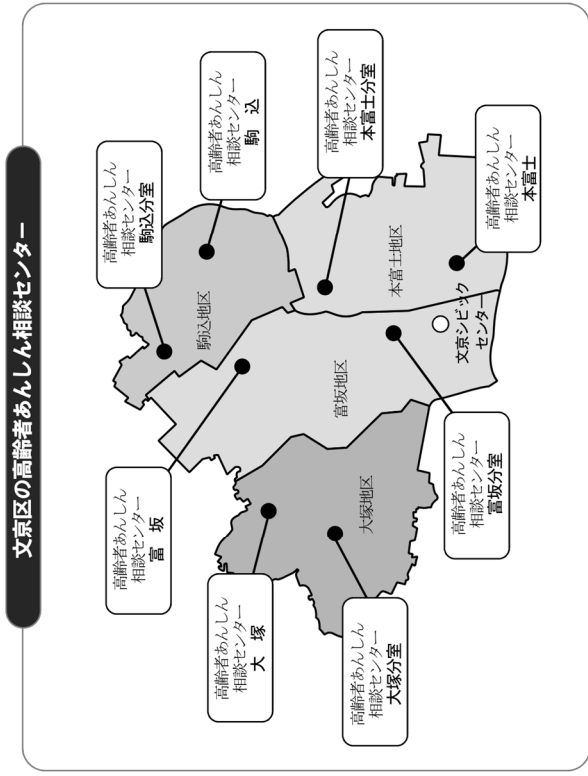 文京区の高齢者あんしん相談センター
高齢者あんしん
相談センター
富　坂
高齢者あんしん
相談センター
駒込分室
高齢者あんしん
相談センター
駒　込
高齢者あんしん
相談センター
大　塚
駒込地区
高齢者あんしん
相談センター
本富士分室
富坂地区
大塚地区
本富士地区
高齢者あんしん
相談センター
大塚分室
高齢者あんしん
相談センター
富坂分室
文京シビック
センター
高齢者あんしん
相談センター
本富士